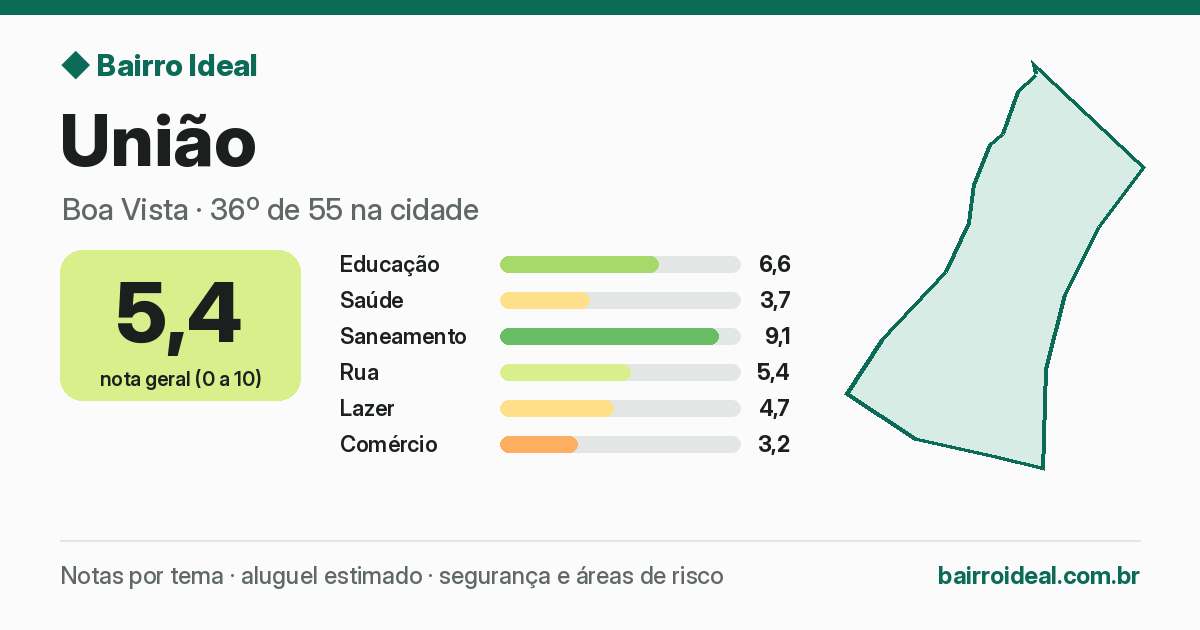 Bairro Ideal
União
Boa Vista · 36º de 55 na cidade
5,4
nota geral (0 a 10)
Educação 6,6
Saúde 3,7
Saneamento 9,1
Rua 5,4
Lazer 4,7
Comércio 3,2
Notas por tema · aluguel estimado · segurança e áreas de risco
bairroideal.com.br